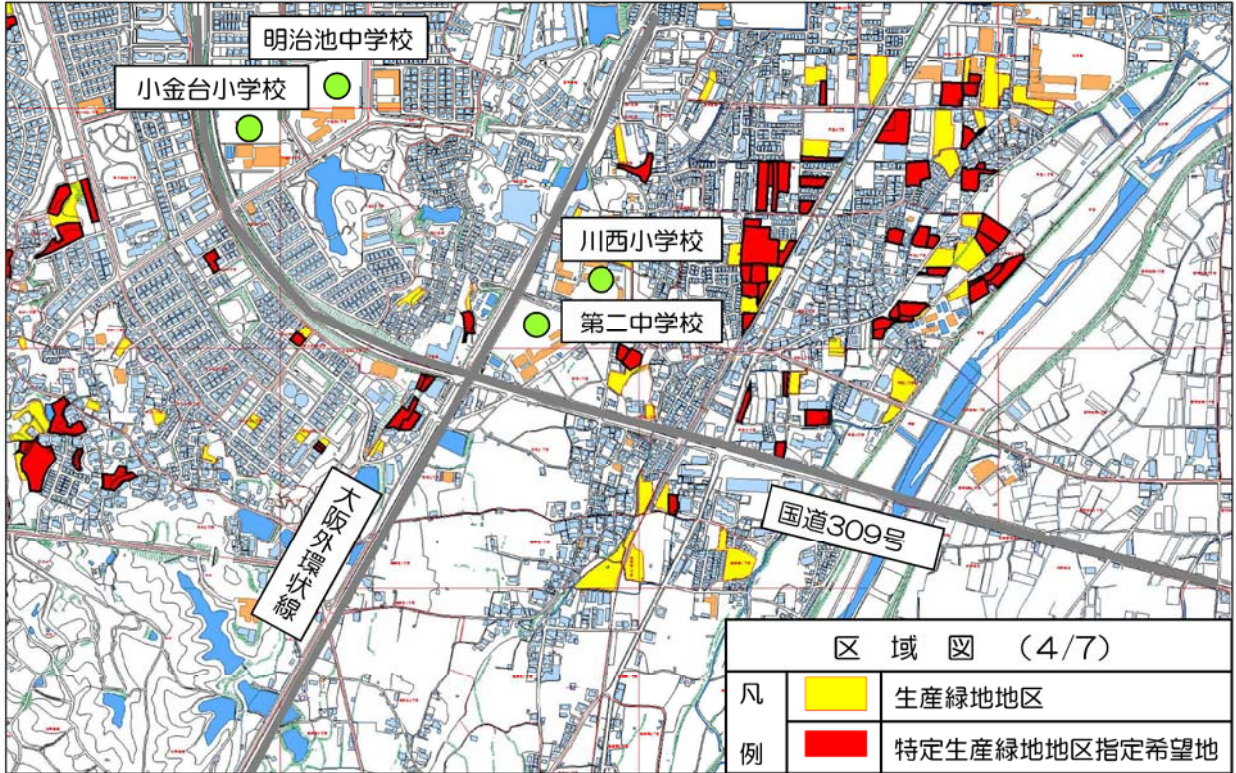 明治池中学校
小金台小学校
川西小学校
第二中学校
大阪外環状線
国道309号
区域図 (4/7)
凡例
生産緑地地区
特定生産緑地地区指定希望地